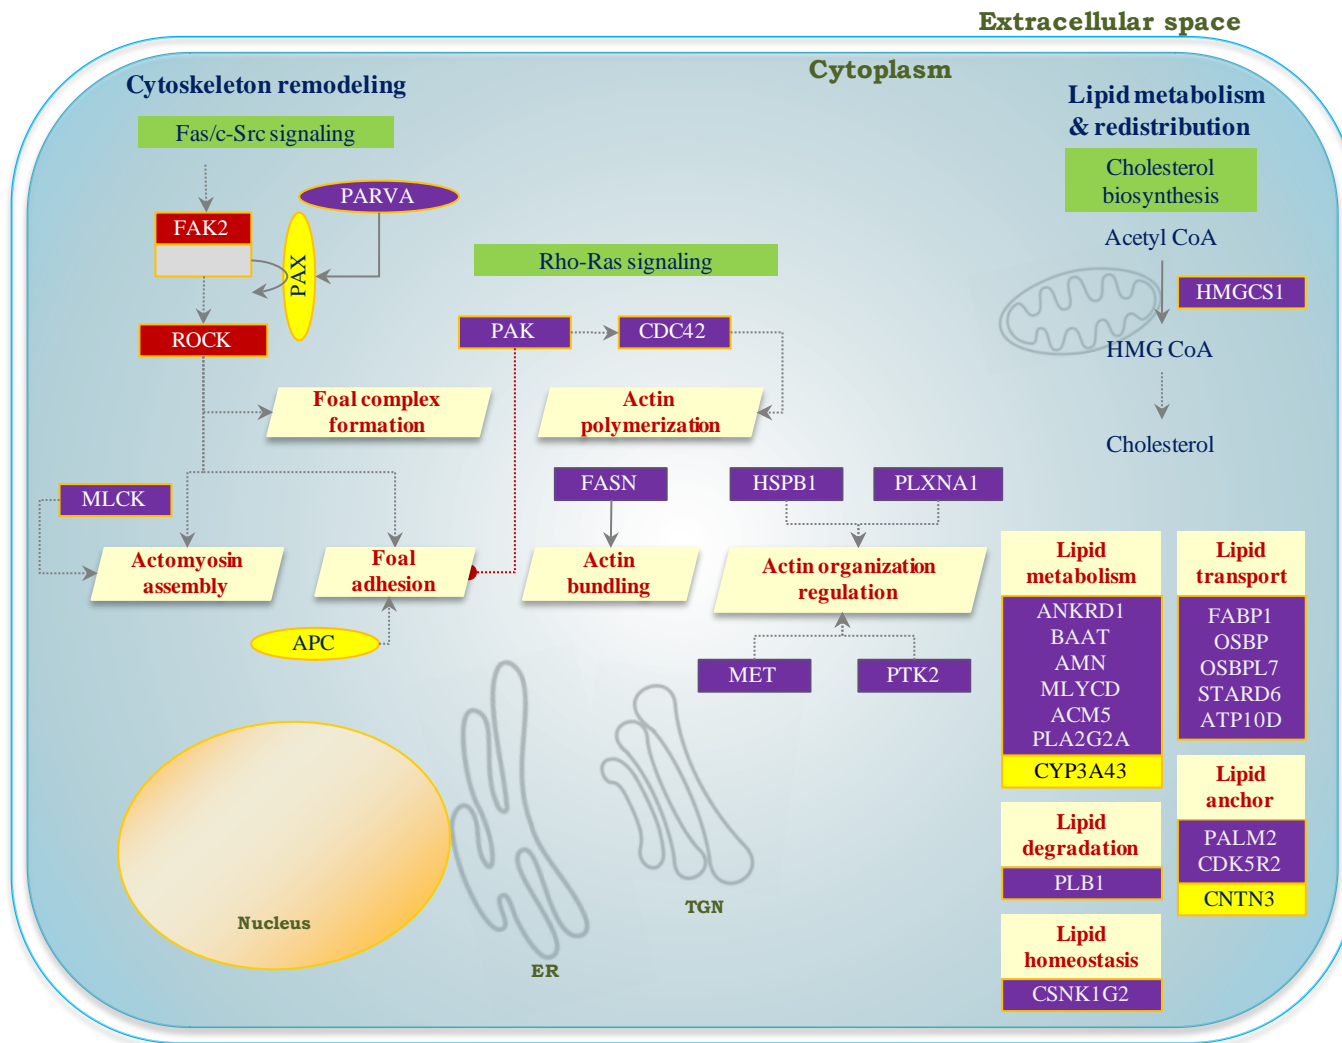 Extracellular space
Cytoplasm
Cytoskeleton remodeling
Fas/c-Src signaling
PARVA
FAK2
PAX
ROCK
Rho-Ras signaling
PAK
CDC42
Foal complex
formation
Actin
polymerization
MLCK
FASN
HSPB1
PLXNA1
Actomyosin
assembly
Foal
adhesion
Actin
bundling
Actin organization
regulation
APC
MET
PTK2
Nucleus
ER
TGN
Lipid metabolism
& redistribution
Cholesterol
biosynthesis
Acetyl CoA
HMGCS1
HMG CoA
Cholesterol
Lipid
metabolism
ANKRD1
BAAT
AMN
MLYCD
ACM5
PLA2G2A
CYP3A43
Lipid
degradation
PLB1
Lipid
homeostasis
CSNK1G2
Lipid
transport
FABP1
OSBP
OSBPL7
STARD6
ATP10D
Lipid
anchor
PALM2
CDK5R2
CNTN3